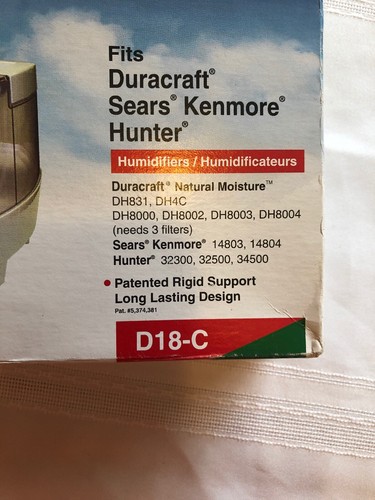 Fits
Duracraft®
Sears® Kenmore®
Hunter®
Humidifiers / Humidificateurs
Duracraft® Natural Moisture™
DH831, DH4C
DH8000, DH8002, DH8003, DH8004
(needs 3 filters)
Sears® Kenmore® 14803, 14804
Hunter® 32300, 32500, 34500
• Patented Rigid Support
Long Lasting Design
Pat. #5,374,381
D18-C